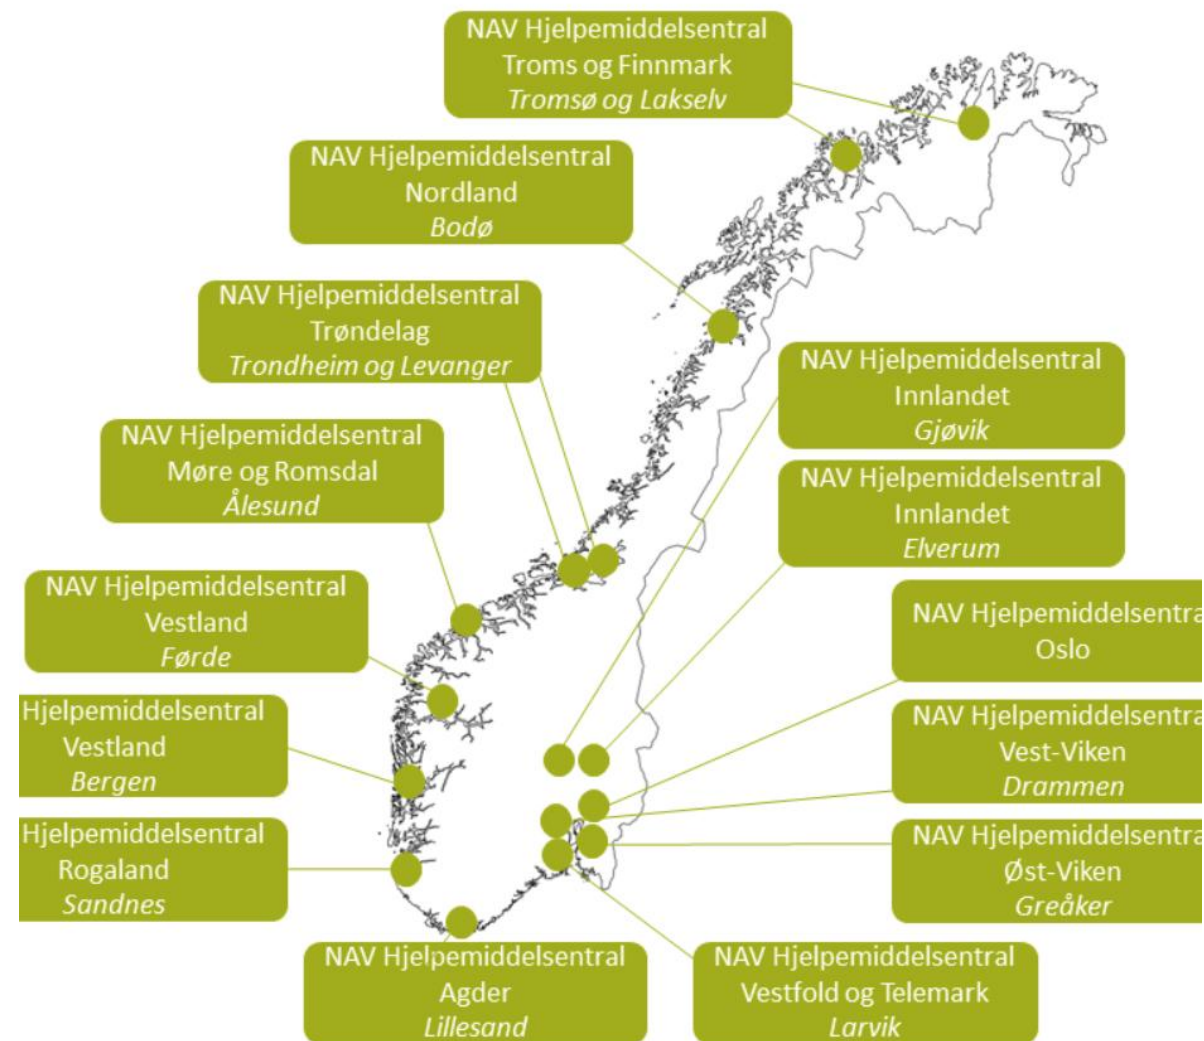 NAV Hjelpemiddelsentral
Troms og Finnmark
Tromsø og Lakselv
NAV Hjelpemiddelsentral
Nordland
Bodø
NAV Hjelpemiddelsentral
Trøndelag
Trondheim og Levanger
NAV Hjelpemiddelsentral
Innlandet
Gjøvik
NAV Hjelpemiddelsentral
Møre og Romsdal
Ålesund
NAV Hjelpemiddelsentral
Innlandet
Elverum
NAV Hjelpemiddelsentral
Vestland
Førde
NAV Hjelpemiddelsentra
Oslo
Hjelpemiddelsentral
Vestland
Bergen
NAV Hjelpemiddelsentra
Vest-Viken
Drammen
Hjelpemiddelsentral
Rogaland
Sandnes
NAV Hjelpemiddelsentra
Øst-Viken
Greåker
NAV Hjelpemiddelsentral
Agder
Lillesand
NAV Hjelpemiddelsentral
Vestfold og Telemark
Larvik